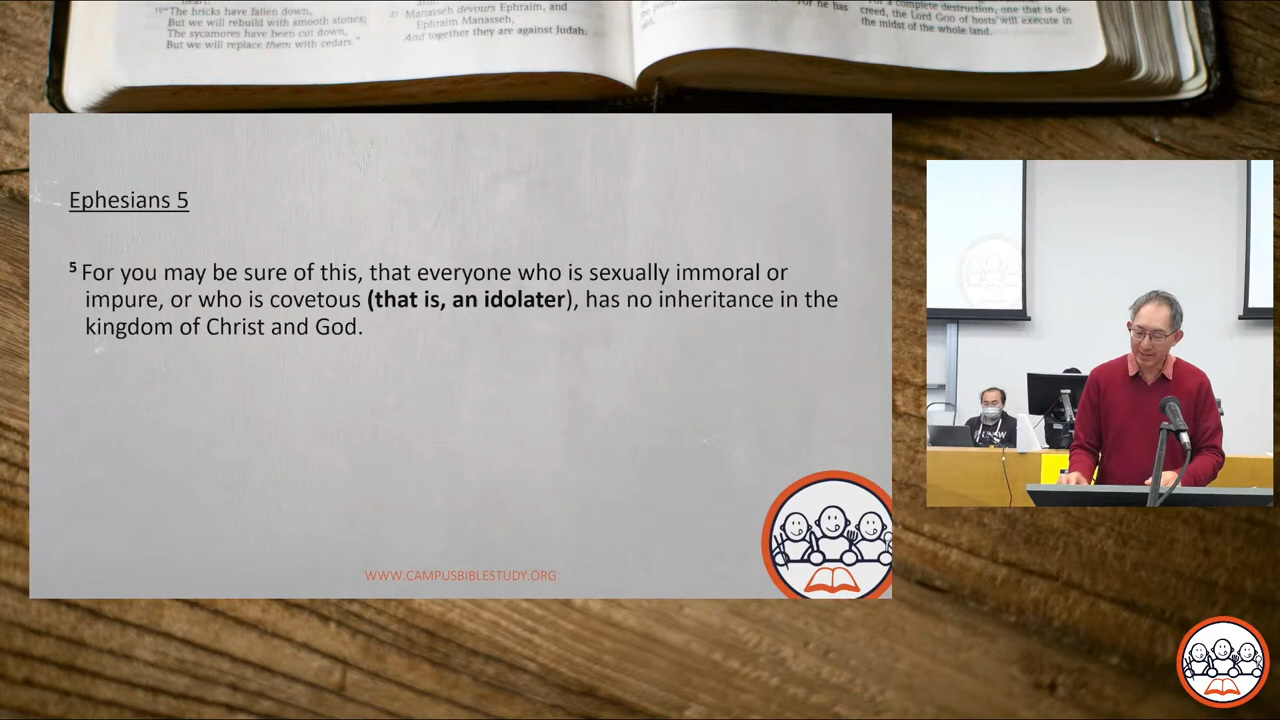 10"The bricks have fallen down,
But we will rebuild with smooth stones;
The sycamores have been cut down,
But we will replace them with cedars."
21 Manasseh devours Ephraim, and
Ephraim Manasseh,
And together they are against Judah.
For he has
For a complete destruction, one that is de-
creed, the Lord GOD of hosts will execute in
the midst of the whole land.
Ephesians 5
5 For you may be sure of this, that everyone who is sexually immoral or
impure, or who is covetous (that is, an idolater), has no inheritance in the
kingdom of Christ and God.
WWW.CAMPUSBIBLESTUDY.ORG